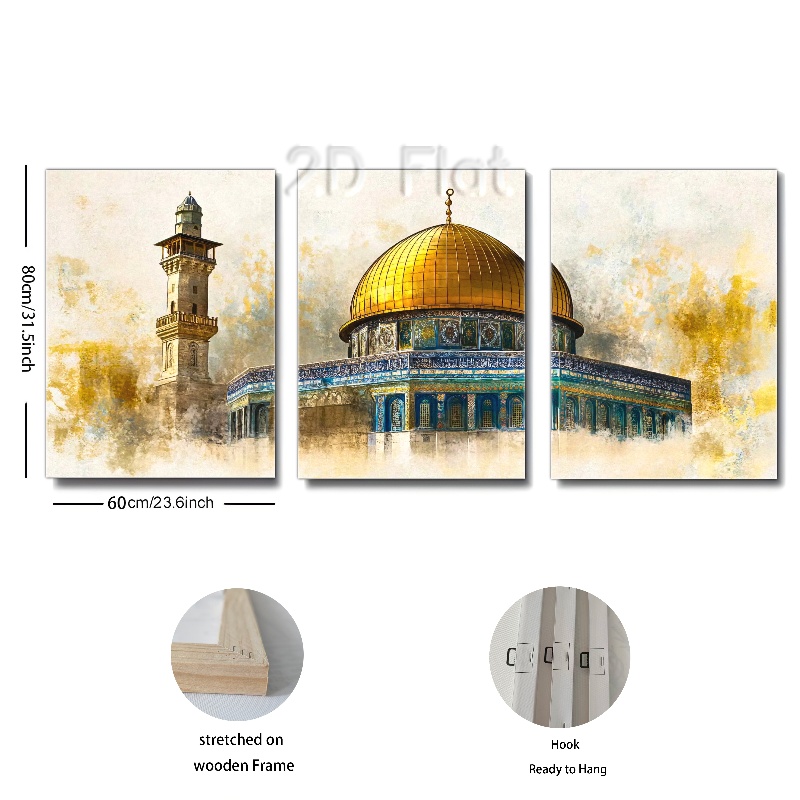 2D Flat
80cm/31.5inch
60cm/23.6inch
stretched on
wooden Frame
Hook
Ready to Hang